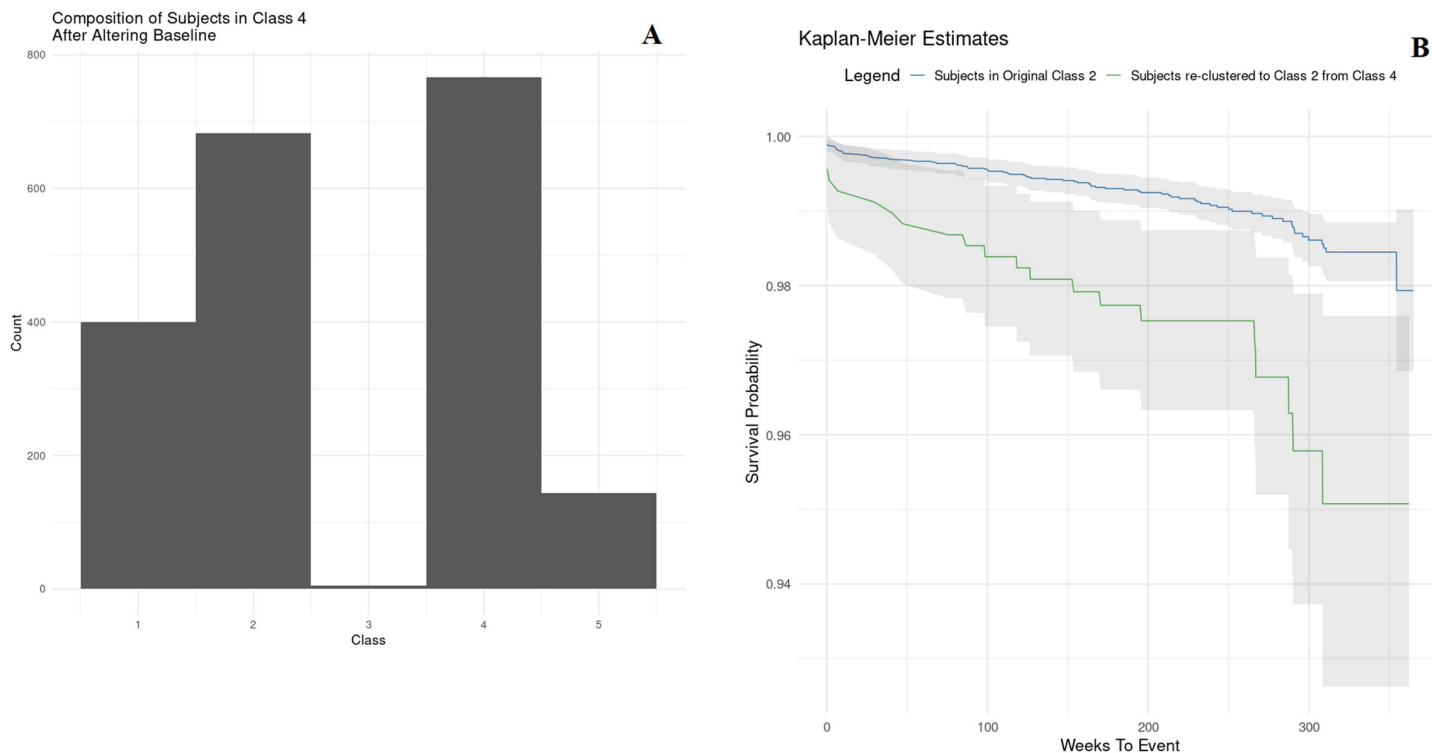 Composition of Subjects in Class 4
After Altering Baseline
A
800
600
400
200
0
Count
1 2 3 4 5
Class
Kaplan-Meier Estimates
B
Legend Subjects in Original Class 2 Subjects re-clustered to Class 2 from Class 4
1.00
0.98
0.96
0.94
Survival Probability
0 100 200 300
Weeks To Event